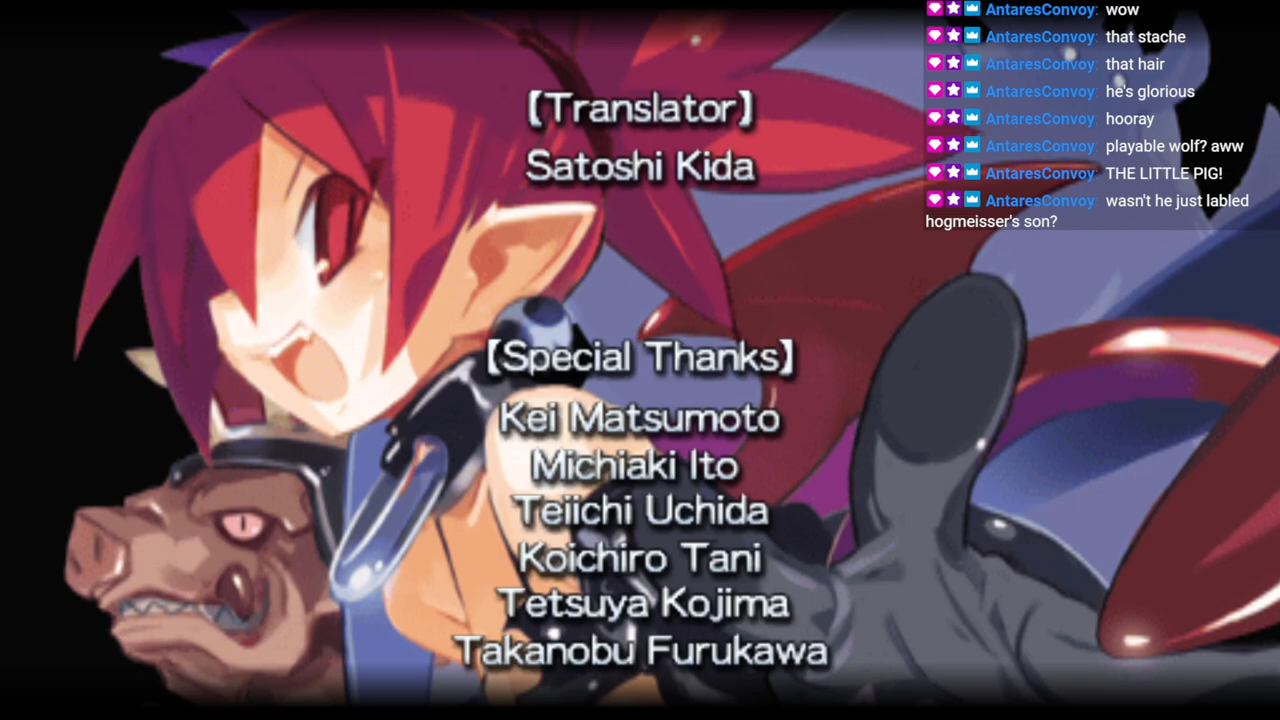 【Translator】
Satoshi Kida
【Special Thanks】
Kei Matsumoto
Michiaki Ito
Teiichi Uchida
Koichiro Tani
Tetsuya Kojima
Takanobu Furukawa
AntaresConvoy: wow
AntaresConvoy: that stache
AntaresConvoy: that hair
AntaresConvoy: he's glorious
AntaresConvoy: hooray
AntaresConvoy: playable wolf? aww
AntaresConvoy: THE LITTLE PIG!
AntaresConvoy: wasn't he just labled
hogmeisser's son?